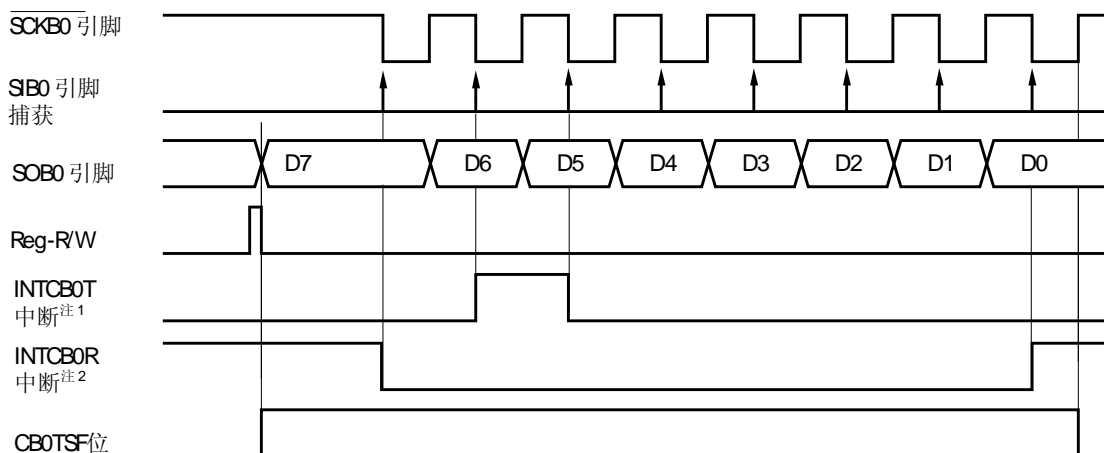 SCKB0 引脚
SIB0 引脚
捕获
SOB0 引脚
D7 D6 D5 D4 D3 D2 D1 D0
Reg-R/W
INTCB0T
中断注1
INTCB0R
中断注2
CB0TSF位